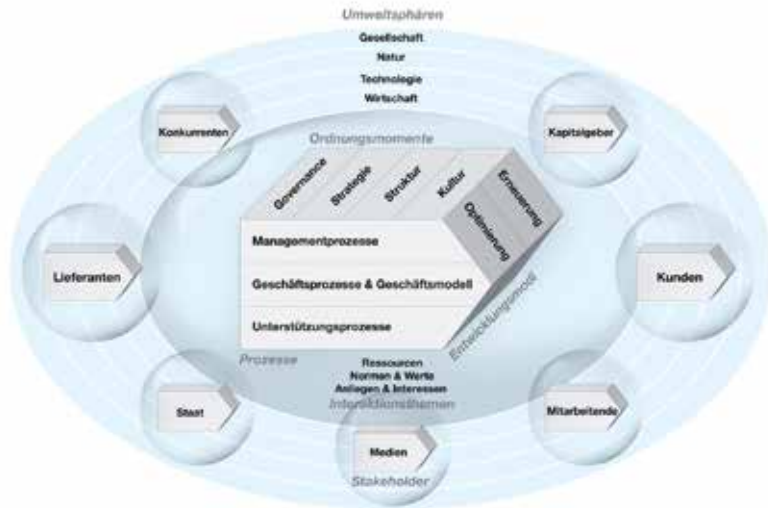 Umweltsphären
Gesellschaft
Natur
Technologie
Wirtschaft
Konkurrenten
Kapitalgeber
Ordnungsmomente
Governance
Strategie
Struktur
Kultur
Erneuerung
Optimierung
Managementprozesse
Lieferanten
Geschäftsprozesse & Geschäftsmodell
Kunden
Unterstützungsprozesse
Entwicklungsmodi
Prozesse
Ressourcen
Normen & Werte
Anliegen & Interessen
Interaktionsthemen
Staat
Mitarbeitende
Medien
Stakeholder